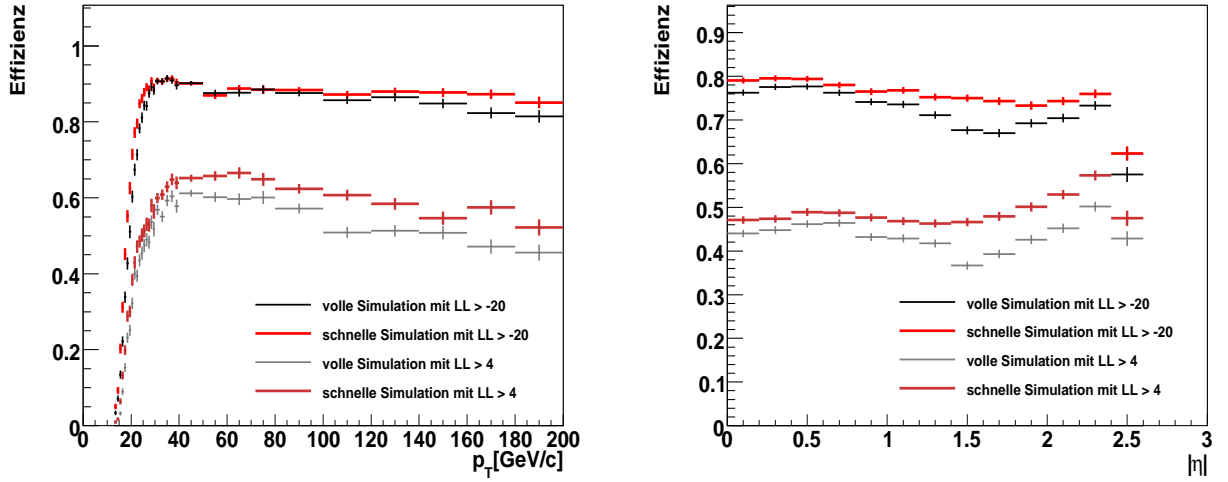 Effizienz
1
0.8
0.6
0.4
0.2
0
volle Simulation mit LL > -20
schnelle Simulation mit LL > -20
volle Simulation mit LL > 4
schnelle Simulation mit LL > 4
0 20 40 60 80 100 120 140 160 180 200
p_T[GeV/c]
Effizienz
0.9
0.8
0.7
0.6
0.5
0.4
0.3
0.2
0.1
0
volle Simulation mit LL > -20
schnelle Simulation mit LL > -20
volle Simulation mit LL > 4
schnelle Simulation mit LL > 4
0 0.5 1 1.5 2 2.5 3
|η|